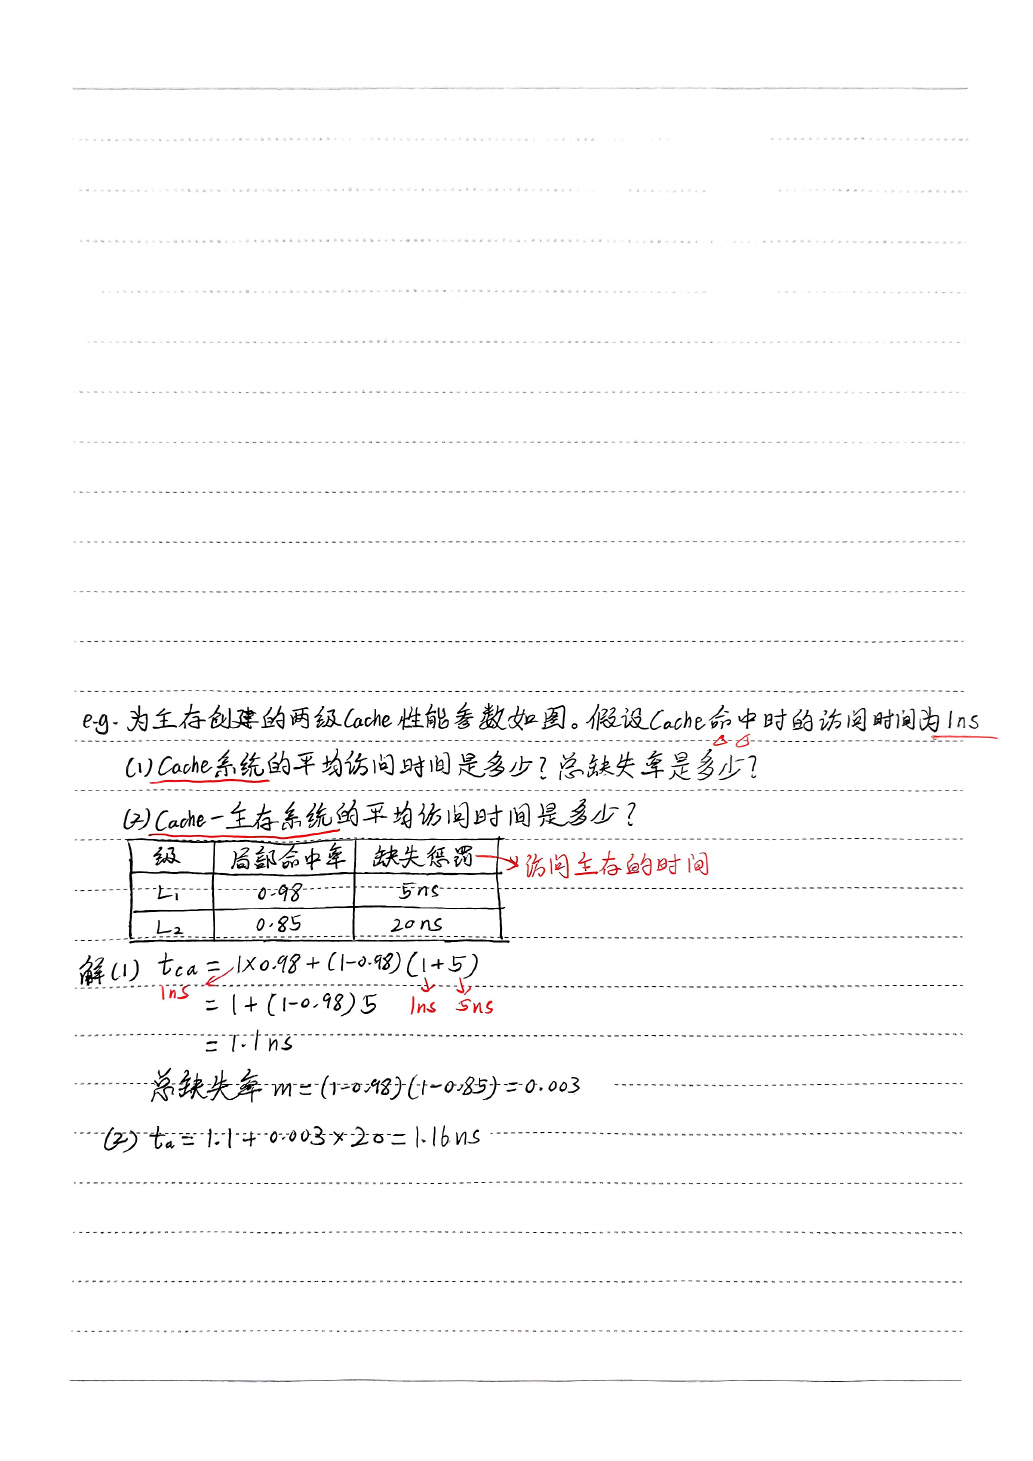 e.g. 为主存创建的两级Cache性能参数如图。假设Cache命中时的访问时间为1ns
(1)Cache系统的平均访问时间是多少?总缺失率是多少?
(2)Cache-主存系统的平均访问时间是多少?
级 局部命中率 缺失惩罚 → 访问主存的时间
L₁ 0.98 5ns
L₂ 0.85 20ns
解(1) tca = 1×0.98+(1-0.98)(1+5)
1ns
= 1+(1-0.98)5 1ns 5ns
= 1.1ns
总缺失率 m=(1-0.98)(1-0.85)=0.003
(2) ta = 1.1+0.003×20=1.16ns